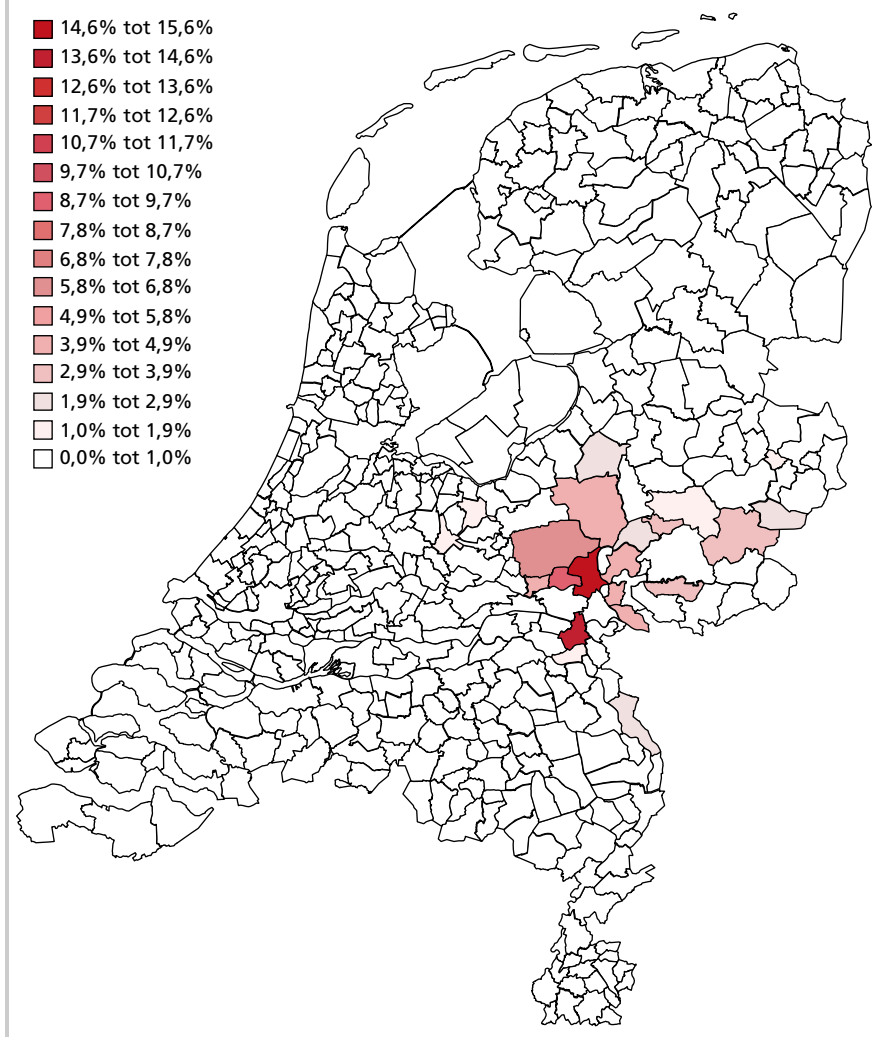 14,6% tot 15,6%
13,6% tot 14,6%
12,6% tot 13,6%
11,7% tot 12,6%
10,7% tot 11,7%
9,7% tot 10,7%
8,7% tot 9,7%
7,8% tot 8,7%
6,8% tot 7,8%
5,8% tot 6,8%
4,9% tot 5,8%
3,9% tot 4,9%
2,9% tot 3,9%
1,9% tot 2,9%
1,0% tot 1,9%
0,0% tot 1,0%